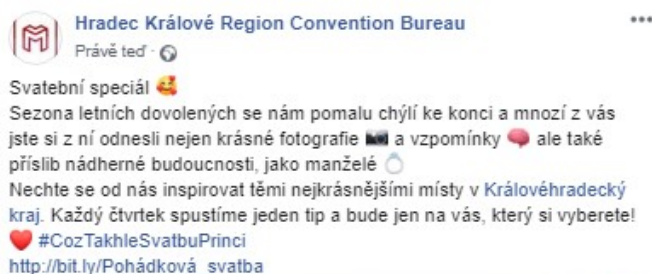 Hradec Králové Region Convention Bureau
Právě teď ·
Svatební speciál 🥰
Sezona letních dovolených se nám pomalu chýlí ke konci a mnozí z vás
jste si z ní odnesli nejen krásné fotografie 📸 a vzpomínky 🧠 ale také
příslib nádherné budoucnosti, jako manželé 💍
Nechte se od nás inspirovat těmi nejkrásnějšími místy v Královéhradecký
kraj. Každý čtvrtek spustíme jeden tip a bude jen na vás, který si vyberete!
❤️ #CozTakhleSvatbuPrinci
http://bit.ly/Pohádková_svatba